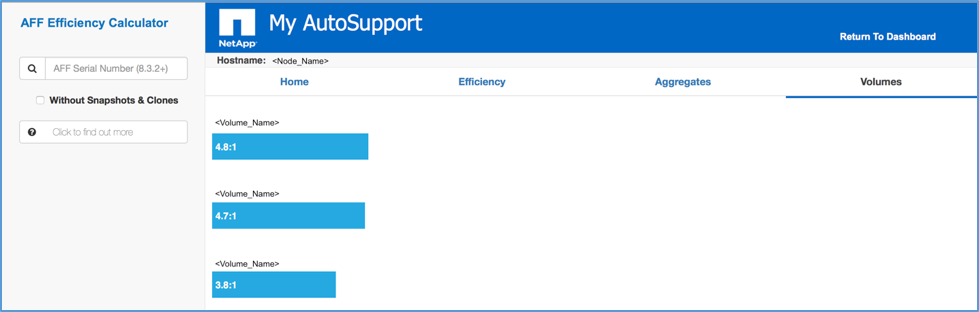 AFF Efficiency Calculator
AFF Serial Number (8.3.2+)
Without Snapshots & Clones
Click to find out more
NetApp
My AutoSupport
Return To Dashboard
Hostname: <Node_Name>
Home Efficiency Aggregates Volumes
<Volume_Name>
4.8:1
<Volume_Name>
4.7:1
<Volume_Name>
3.8:1